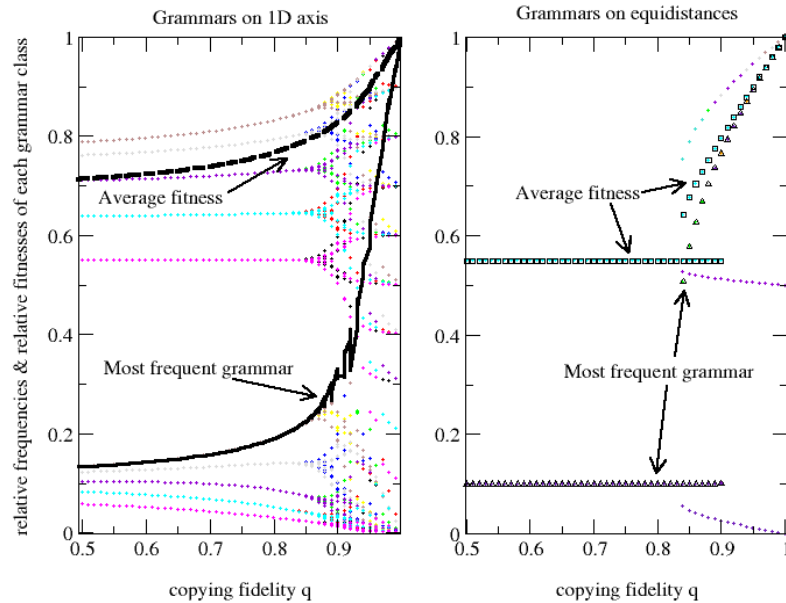 Grammars on 1D axis
Grammars on equidistances
relative frequencies & relative fitnesses of each grammar class
1
0.8
0.6
0.4
0.2
0
0.5
0.6
0.7
0.8
0.9
1
copying fidelity q
Average fitness
Most frequent grammar
1
0.8
0.6
0.4
0.2
0
0.5
0.6
0.7
0.8
0.9
1
copying fidelity q
Average fitness
Most frequent grammar